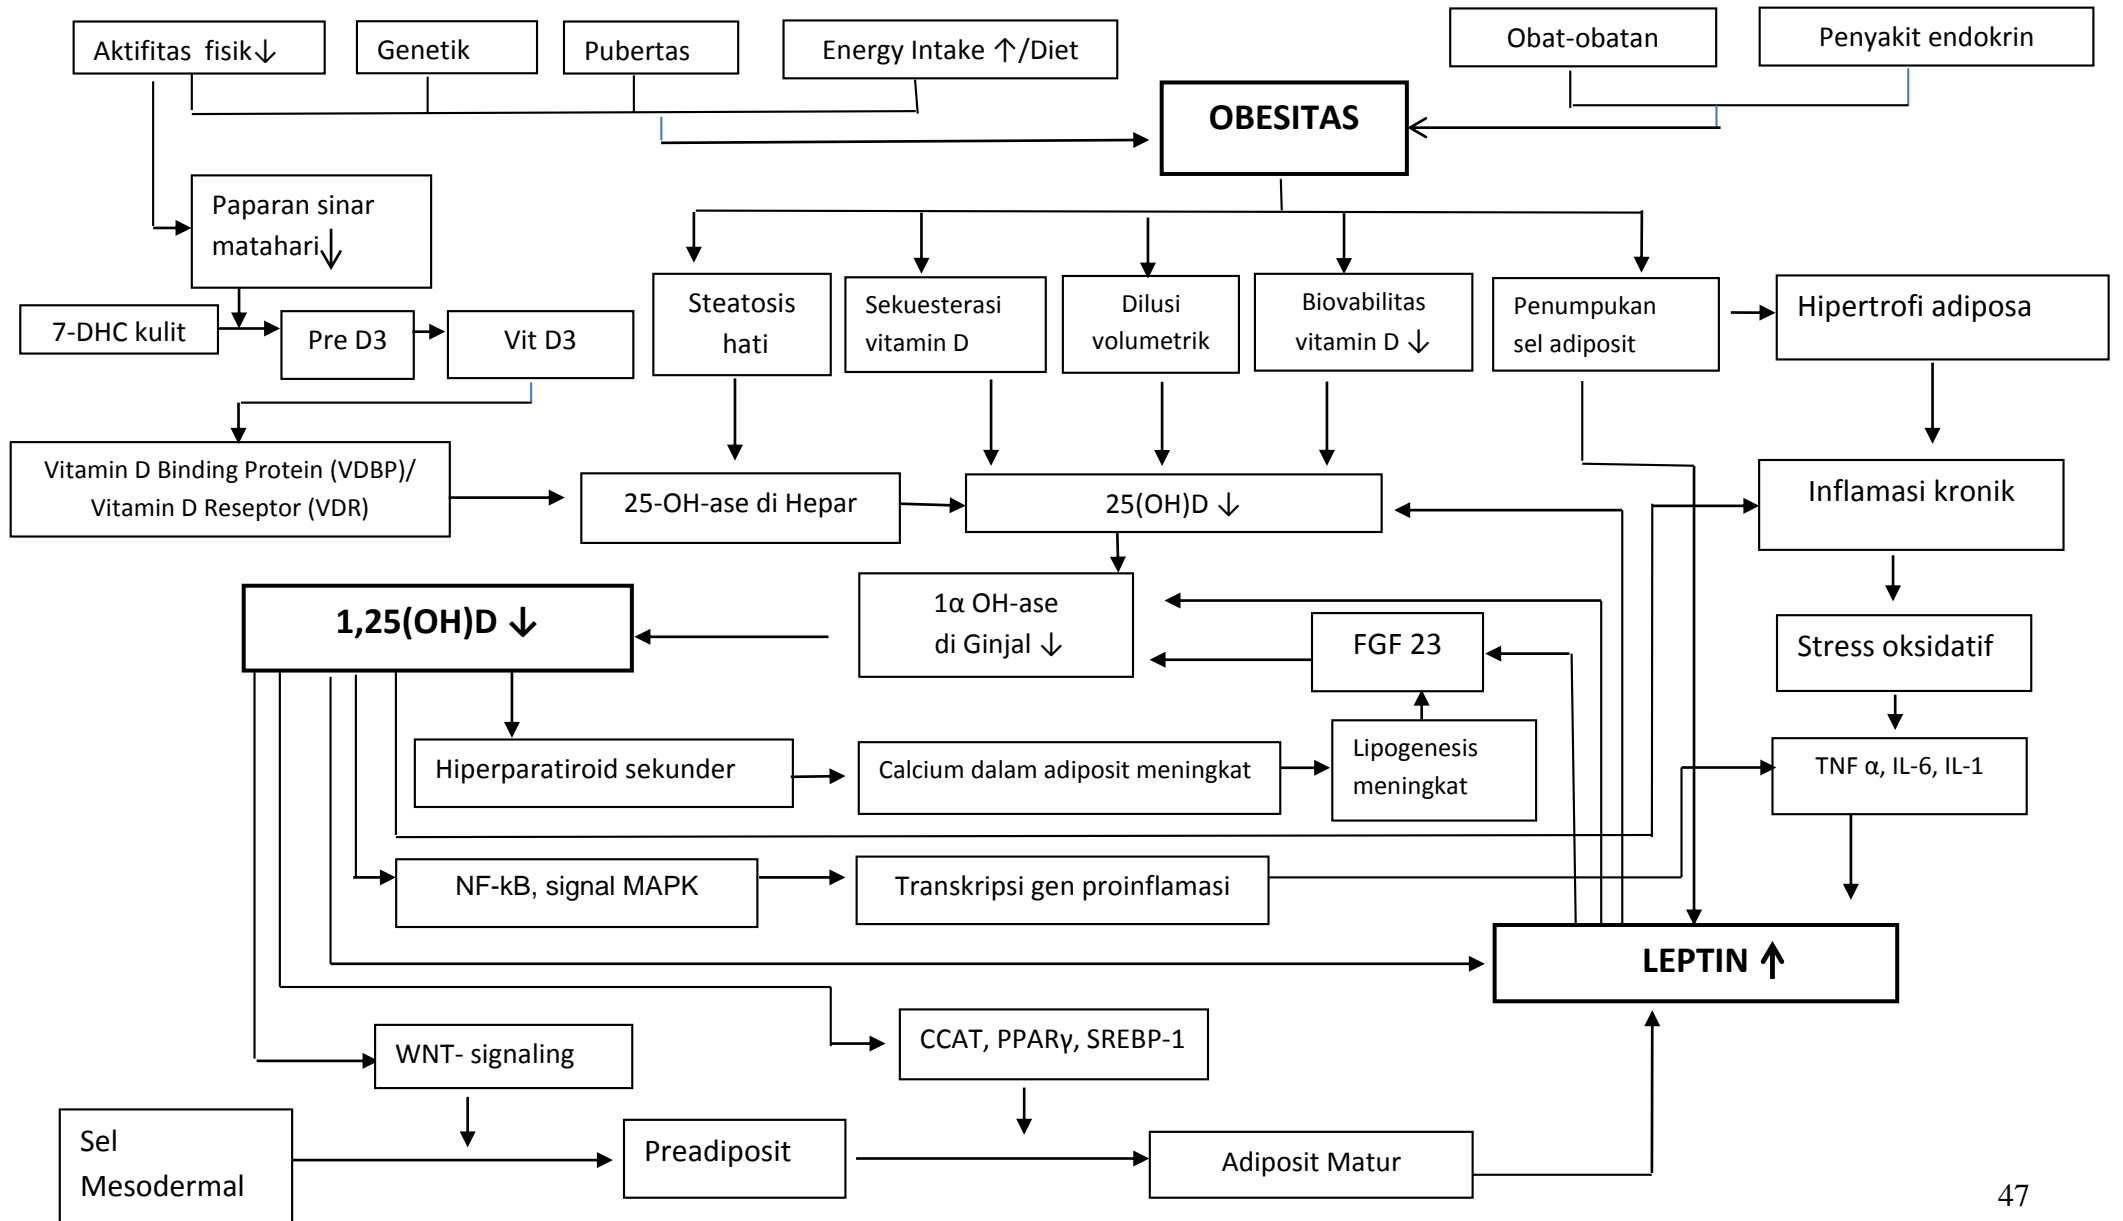 Aktifitas fisik↓
Genetik
Pubertas
Energy Intake ↑/Diet
Obat-obatan
Penyakit endokrin
OBESITAS
Paparan sinar
matahari↓
Steatosis
hati
Sekuesterasi
vitamin D
Dilusi
volumetrik
Biovabilitas
vitamin D ↓
Penumpukan
sel adiposit
Hipertrofi adiposa
7-DHC kulit
Pre D3
Vit D3
Vitamin D Binding Protein (VDBP)/
Vitamin D Reseptor (VDR)
25-OH-ase di Hepar
25(OH)D ↓
Inflamasi kronik
1,25(OH)D ↓
1α OH-ase
di Ginjal ↓
FGF 23
Stress oksidatif
Hiperparatiroid sekunder
Calcium dalam adiposit meningkat
Lipogenesis
meningkat
TNF α, IL-6, IL-1
NF-kB, signal MAPK
Transkripsi gen proinflamasi
LEPTIN ↑
WNT- signaling
CCAT, PPARγ, SREBP-1
Sel
Mesodermal
Preadiposit
Adiposit Matur
47